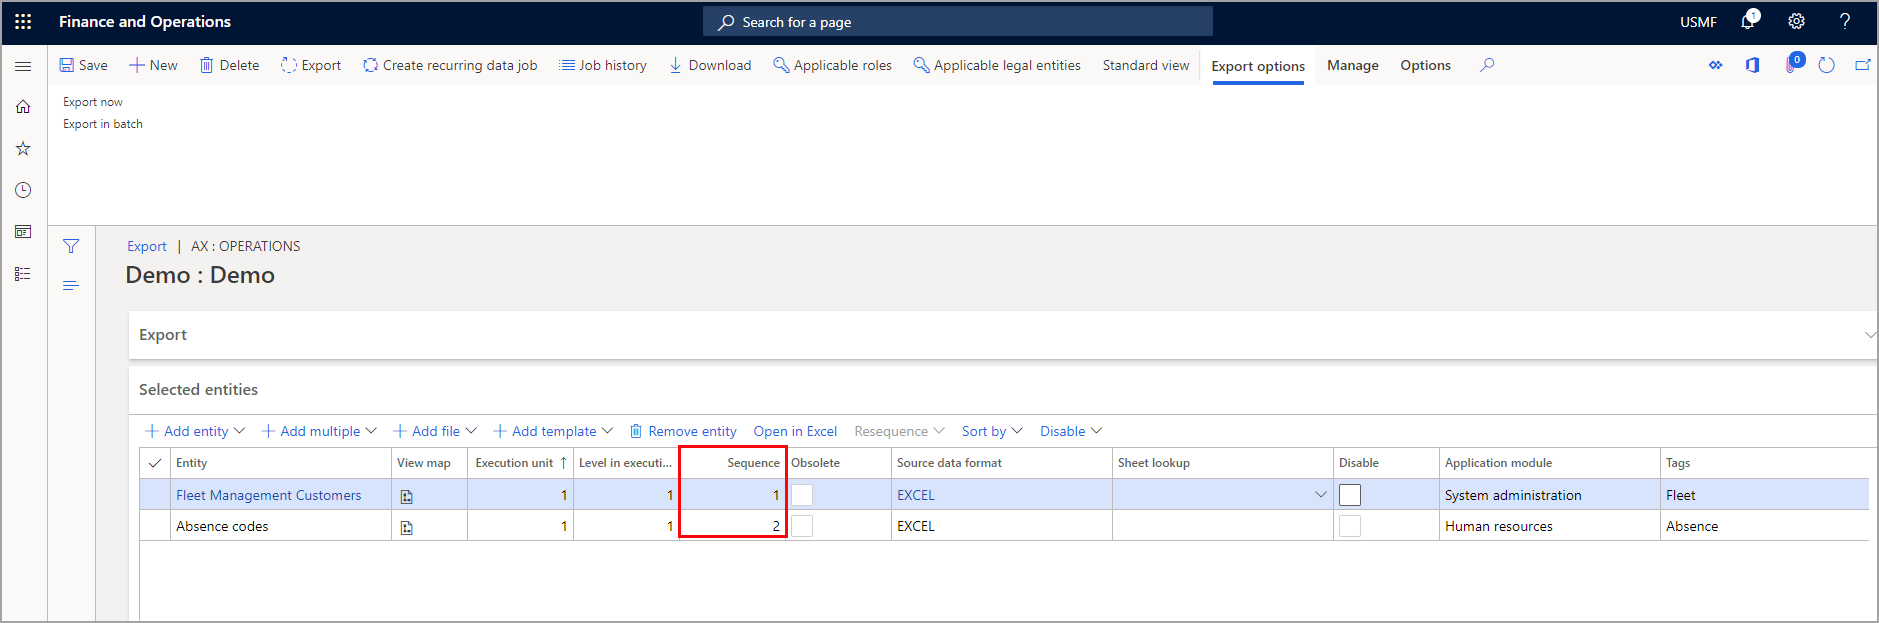 Finance and Operations Search for a page USMF 1
Save New Delete Export Create recurring data job Job history Download Applicable roles Applicable legal entities Standard view Export options Manage Options 0
Export now
Export in batch
Export | AX : OPERATIONS
Demo : Demo
Export
Selected entities
Add entity Add multiple Add file Add template Remove entity Open in Excel Resequence Sort by Disable
Entity View map Execution unit ↑ Level in executi... Sequence Obsolete Source data format Sheet lookup Disable Application module Tags
Fleet Management Customers 1 1 1 EXCEL System administration Fleet
Absence codes 1 1 2 EXCEL Human resources Absence